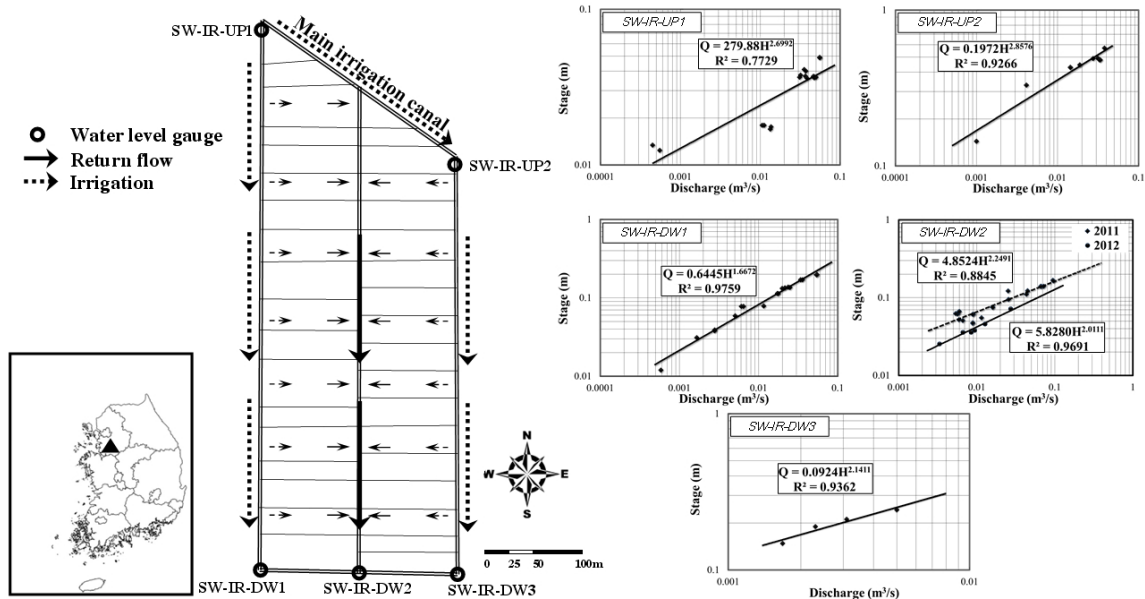 SW-IR-UP1
Main irrigation canal
SW-IR-UP2
Water level gauge
Return flow
Irrigation
N
W E
S
0 25 50 100m
SW-IR-DW1 SW-IR-DW2 SW-IR-DW3
SW-IR-UP1
Q = 279.88H^2.6992
R² = 0.7729
Stage (m)
0.1
0.01
0.0001 0.001 0.01 0.1
Discharge (m³/s)
SW-IR-UP2
Q = 0.1972H^2.8576
R² = 0.9266
Stage (m)
1
0.1
0.0001 0.001 0.01 0.1
Discharge (m³/s)
SW-IR-DW1
Q = 0.6445H^1.6672
R² = 0.9759
Stage (m)
1
0.1
0.01
0.0001 0.001 0.01 0.1
Discharge (m³/s)
SW-IR-DW2
2011
2012
Q = 4.8524H^2.2491
R² = 0.8845
Q = 5.8280H^2.0111
R² = 0.9691
Stage (m)
1
0.1
0.01
0.001 0.01 0.1 1
Discharge (m³/s)
SW-IR-DW3
Q = 0.0924H^2.1411
R² = 0.9362
Stage (m)
1
0.1
0.001 0.01
Discharge (m³/s)